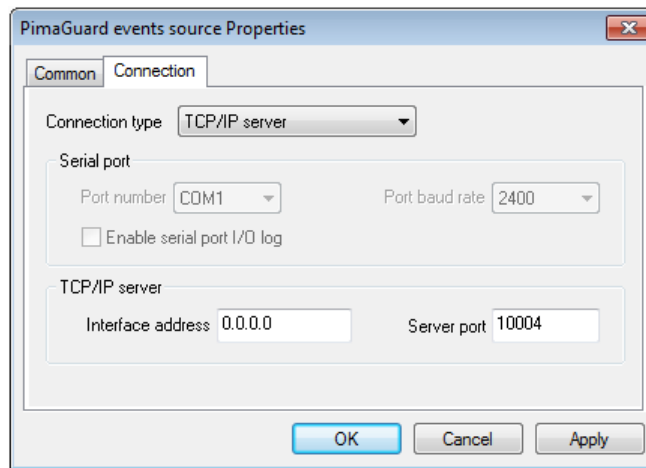 PimaGuard events source Properties
Common Connection
Connection type TCP/IP server
Serial port
Port number COM1 Port baud rate 2400
Enable serial port I/O log
TCP/IP server
Interface address 0.0.0.0 Server port 10004
OK Cancel Apply